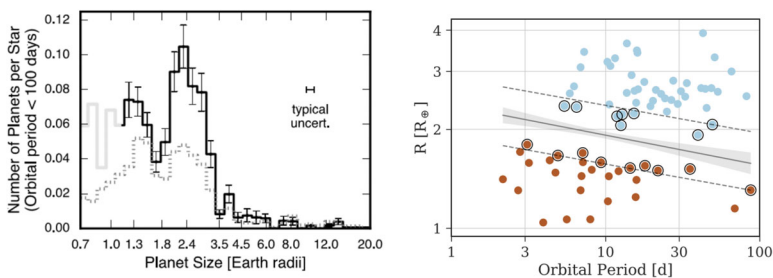 Number of Planets per Star
(Orbital period < 100 days)
0.12
0.10
0.08
0.06
0.04
0.02
0.00
typical
uncert.
0.7 1.0 1.3 1.8 2.4 3.5 4.5 6.0 8.0 12.0 20.0
Planet Size [Earth radii]
R [R⊕]
4
3
2
1
1 3 10 30 100
Orbital Period [d]